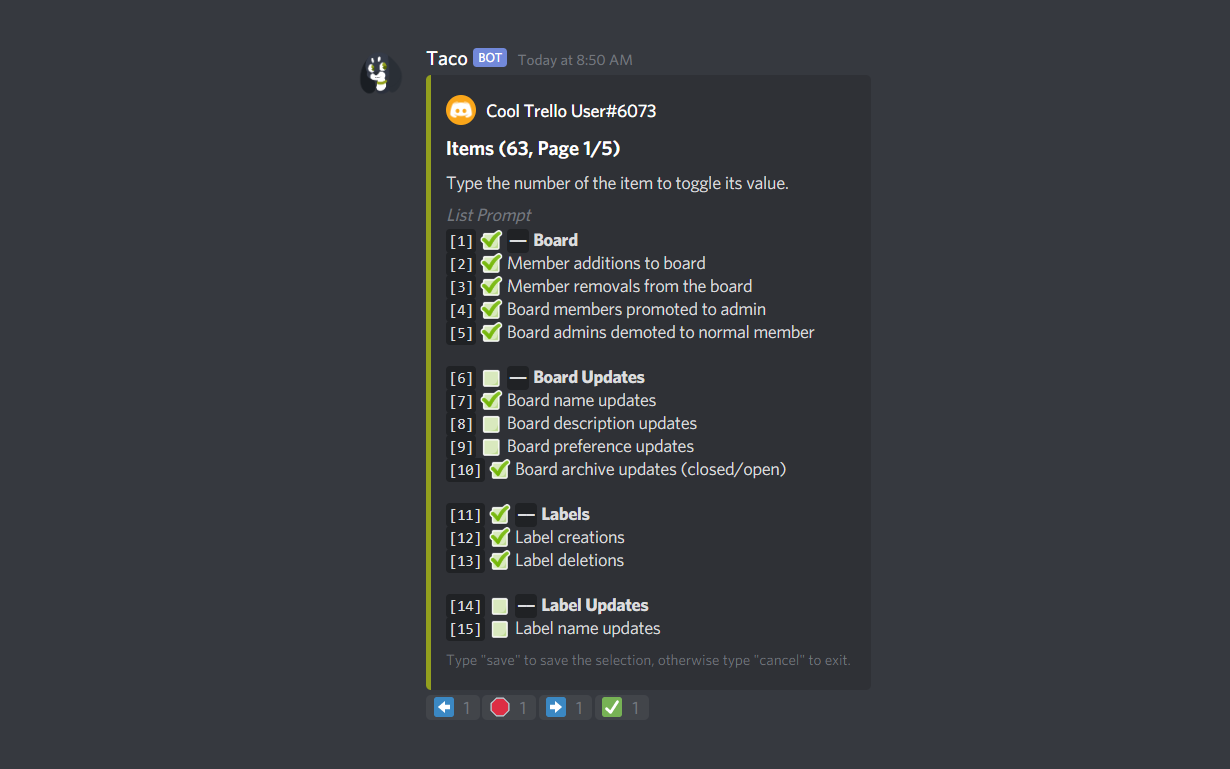 Taco BOT Today at 8:50 AM
Cool Trello User#6073
Items (63, Page 1/5)
Type the number of the item to toggle its value.
List Prompt
[1] — Board
[2] Member additions to board
[3] Member removals from the board
[4] Board members promoted to admin
[5] Board admins demoted to normal member
[6] — Board Updates
[7] Board name updates
[8] Board description updates
[9] Board preference updates
[10] Board archive updates (closed/open)
[11] — Labels
[12] Label creations
[13] Label deletions
[14] — Label Updates
[15] Label name updates
Type "save" to save the selection, otherwise type "cancel" to exit.
1 1 1 1